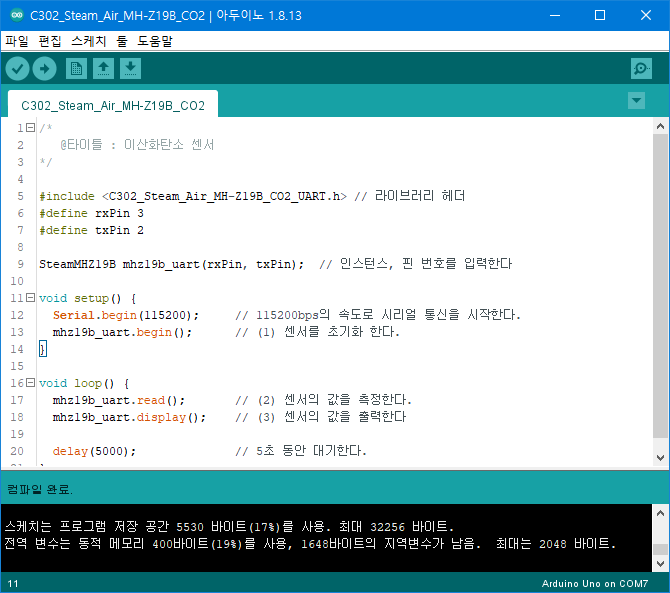 C302_Steam_Air_MH-Z19B_CO2 | 아두이노 1.8.13
파일 편집 스케치 툴 도움말
C302_Steam_Air_MH-Z19B_CO2
1 /*
2 @타이틀 : 이산화탄소 센서
3 */
4
5 #include <C302_Steam_Air_MH-Z19B_CO2_UART.h> // 라이브러리 헤더
6 #define rxPin 3
7 #define txPin 2
8
9 SteamMHZ19B mhz19b_uart(rxPin, txPin); // 인스턴스, 핀 번호를 입력한다
10
11 void setup() {
12 Serial.begin(115200); // 115200bps의 속도로 시리얼 통신을 시작한다.
13 mhz19b_uart.begin(); // (1) 센서를 초기화 한다.
14 }
15
16 void loop() {
17 mhz19b_uart.read(); // (2) 센서의 값을 측정한다.
18 mhz19b_uart.display(); // (3) 센서의 값을 출력한다
19
20 delay(5000); // 5초 동안 대기한다.
컴파일 완료.
스케치는 프로그램 저장 공간 5530 바이트(17%)를 사용. 최대 32256 바이트.
전역 변수는 동적 메모리 400바이트(19%)를 사용, 1648바이트의 지역변수가 남음. 최대는 2048 바이트.
11 Arduino Uno on COM7